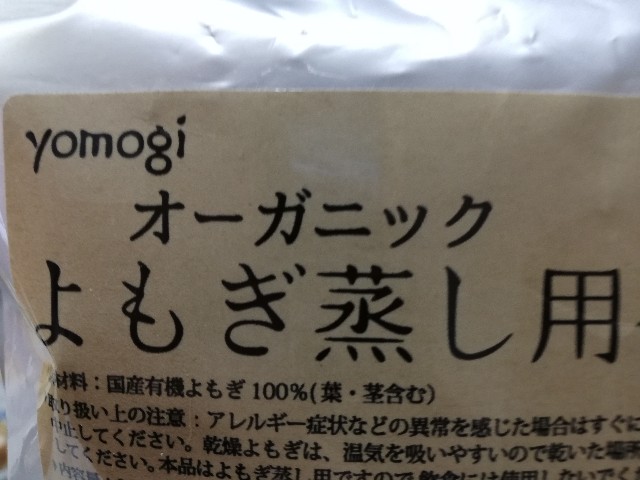 yomogi
オーガニック
よもぎ蒸し用
材料：国産有機よもぎ 100%(葉・茎含む)
取り扱い上の注意：アレルギー症状などの異常を感じた場合はすぐに
中止してください。乾燥よもぎは、湿気を吸いやすいので乾いた場所
してください。本品はよもぎ蒸し用ですので飲食には使用しないでく
内容量